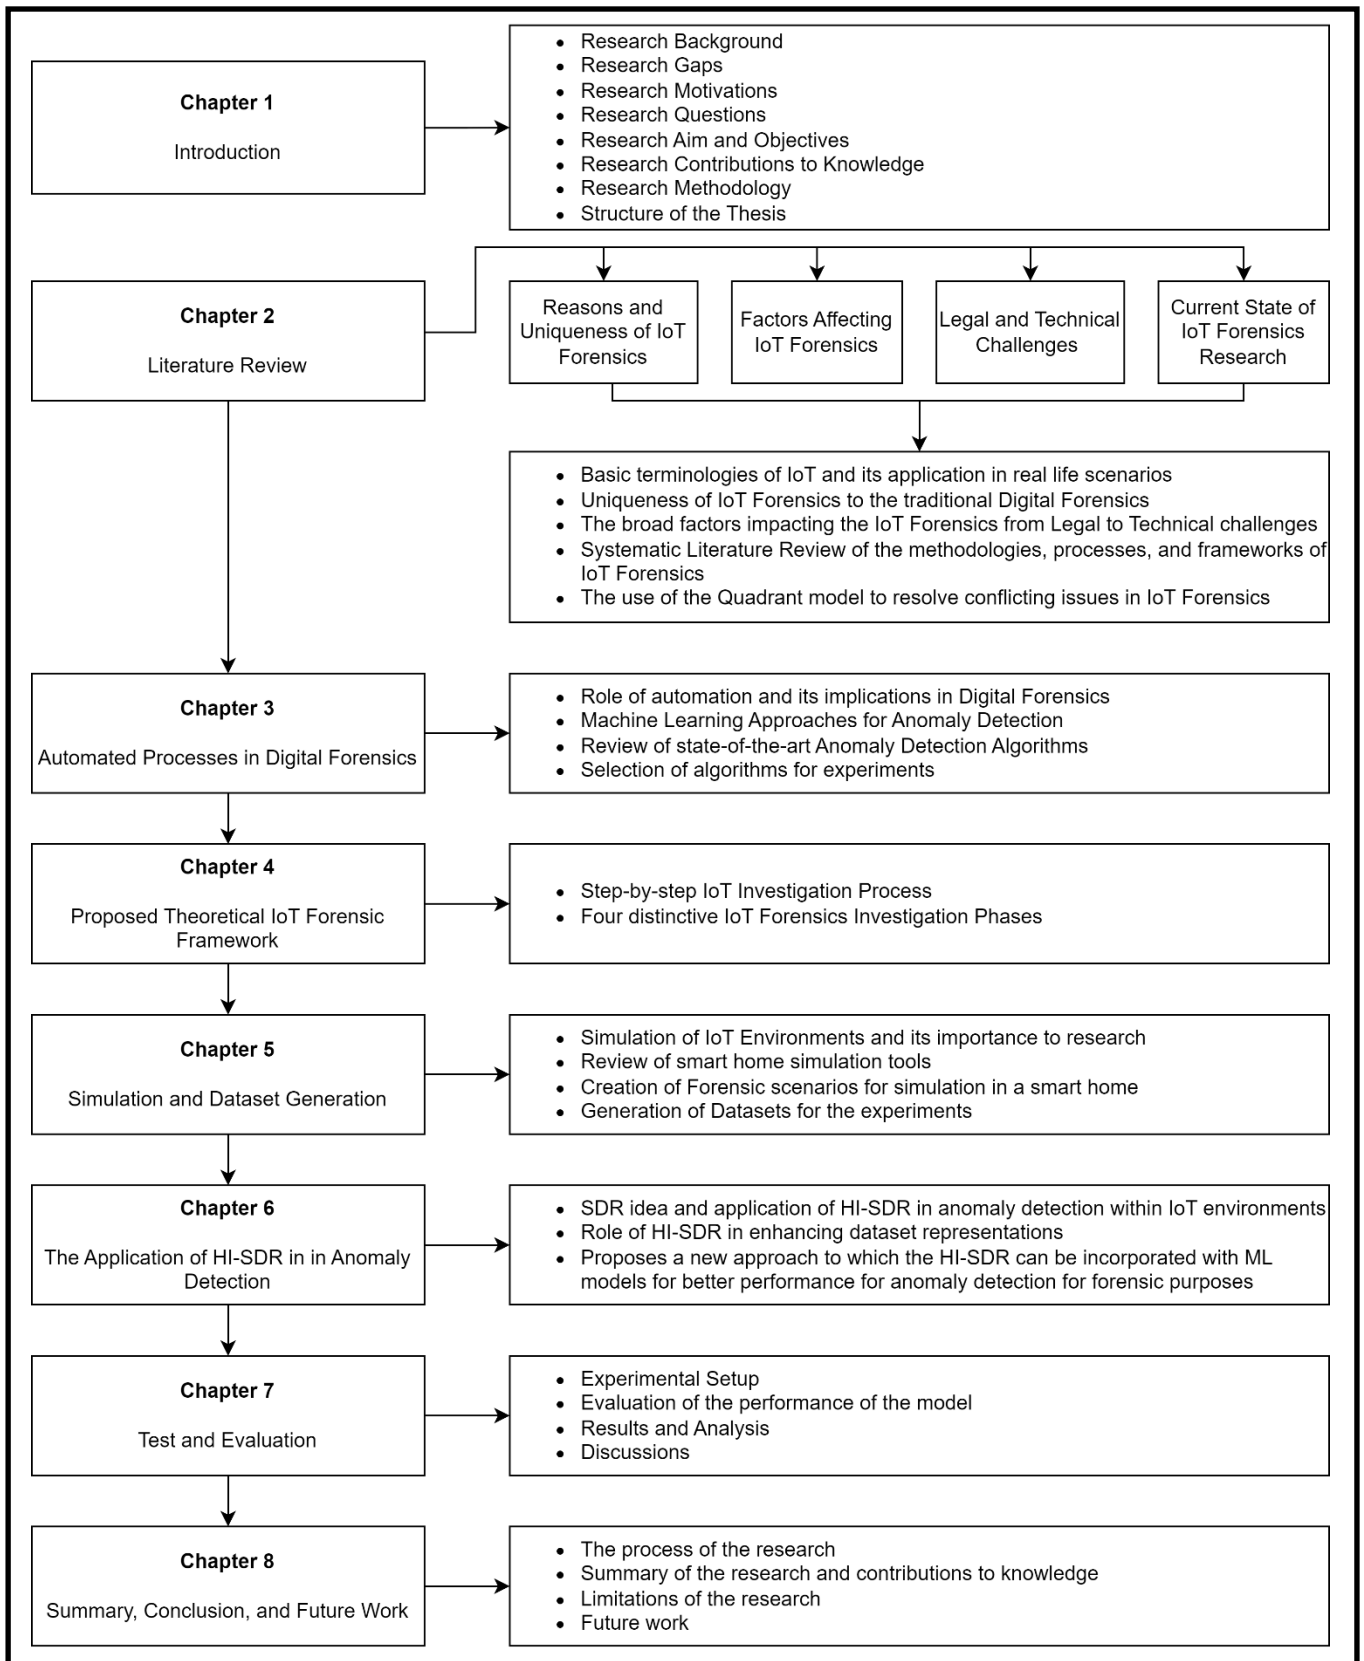 Chapter 1
Introduction
• Research Background
• Research Gaps
• Research Motivations
• Research Questions
• Research Aim and Objectives
• Research Contributions to Knowledge
• Research Methodology
• Structure of the Thesis
Chapter 2
Literature Review
Reasons and
Uniqueness of IoT
Forensics
Factors Affecting
IoT Forensics
Legal and Technical
Challenges
Current State of
IoT Forensics
Research
• Basic terminologies of IoT and its application in real life scenarios
• Uniqueness of IoT Forensics to the traditional Digital Forensics
• The broad factors impacting the IoT Forensics from Legal to Technical challenges
• Systematic Literature Review of the methodologies, processes, and frameworks of
IoT Forensics
• The use of the Quadrant model to resolve conflicting issues in IoT Forensics
Chapter 3
Automated Processes in Digital Forensics
• Role of automation and its implications in Digital Forensics
• Machine Learning Approaches for Anomaly Detection
• Review of state-of-the-art Anomaly Detection Algorithms
• Selection of algorithms for experiments
Chapter 4
Proposed Theoretical IoT Forensic
Framework
• Step-by-step IoT Investigation Process
• Four distinctive IoT Forensics Investigation Phases
Chapter 5
Simulation and Dataset Generation
• Simulation of IoT Environments and its importance to research
• Review of smart home simulation tools
• Creation of Forensic scenarios for simulation in a smart home
• Generation of Datasets for the experiments
Chapter 6
The Application of HI-SDR in in Anomaly
Detection
• SDR idea and application of HI-SDR in anomaly detection within IoT environments
• Role of HI-SDR in enhancing dataset representations
• Proposes a new approach to which the HI-SDR can be incorporated with ML
models for better performance for anomaly detection for forensic purposes
Chapter 7
Test and Evaluation
• Experimental Setup
• Evaluation of the performance of the model
• Results and Analysis
• Discussions
Chapter 8
Summary, Conclusion, and Future Work
• The process of the research
• Summary of the research and contributions to knowledge
• Limitations of the research
• Future work